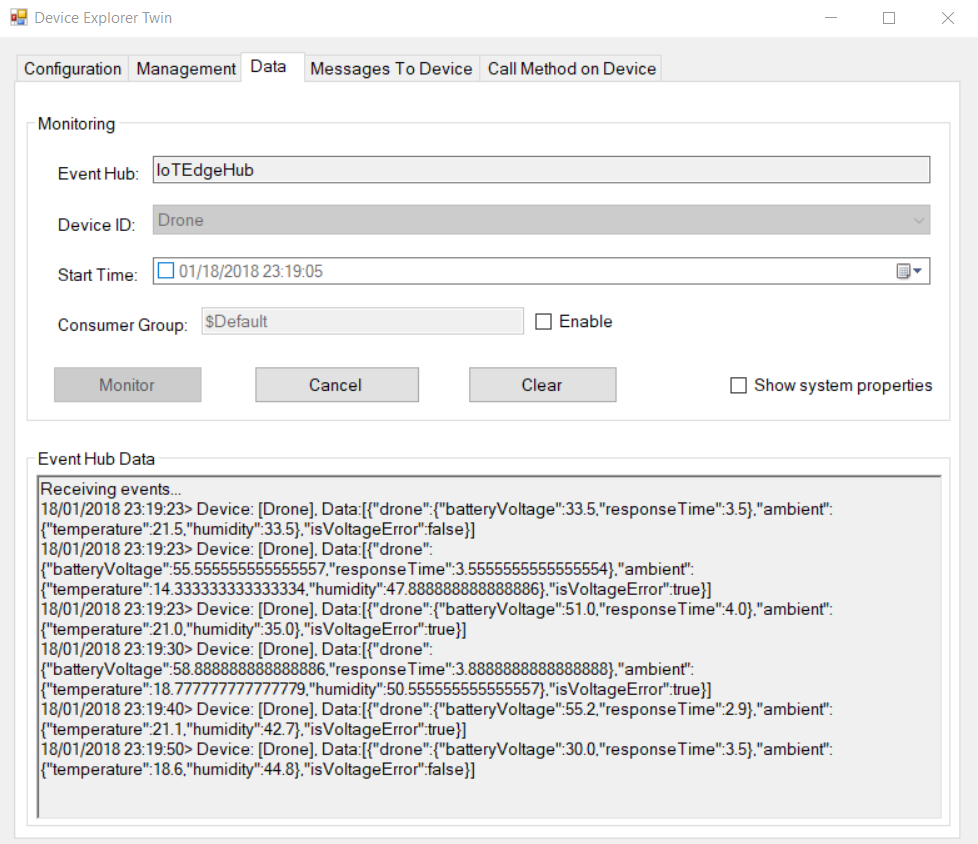 Device Explorer Twin
Configuration Management Data Messages To Device Call Method on Device
Monitoring
Event Hub: IoTEdgeHub
Device ID: Drone
Start Time: 01/18/2018 23:19:05
Consumer Group: $Default Enable
Monitor Cancel Clear Show system properties
Event Hub Data
Receiving events...
18/01/2018 23:19:23> Device: [Drone], Data:[{"drone":{"batteryVoltage":33.5,"responseTime":3.5},"ambient":
{"temperature":21.5,"humidity":33.5},"isVoltageError":false}]
18/01/2018 23:19:23> Device: [Drone], Data:[{"drone":
{"batteryVoltage":55.555555555555557,"responseTime":3.5555555555555554},"ambient":
{"temperature":14.333333333333334,"humidity":47.888888888888886},"isVoltageError":true}]
18/01/2018 23:19:23> Device: [Drone], Data:[{"drone":{"batteryVoltage":51.0,"responseTime":4.0},"ambient":
{"temperature":21.0,"humidity":35.0},"isVoltageError":true}]
18/01/2018 23:19:30> Device: [Drone], Data:[{"drone":
{"batteryVoltage":58.888888888888886,"responseTime":3.8888888888888888},"ambient":
{"temperature":18.777777777777779,"humidity":50.555555555555557},"isVoltageError":true}]
18/01/2018 23:19:40> Device: [Drone], Data:[{"drone":{"batteryVoltage":55.2,"responseTime":2.9},"ambient":
{"temperature":21.1,"humidity":42.7},"isVoltageError":true}]
18/01/2018 23:19:50> Device: [Drone], Data:[{"drone":{"batteryVoltage":30.0,"responseTime":3.5},"ambient":
{"temperature":18.6,"humidity":44.8},"isVoltageError":false}]